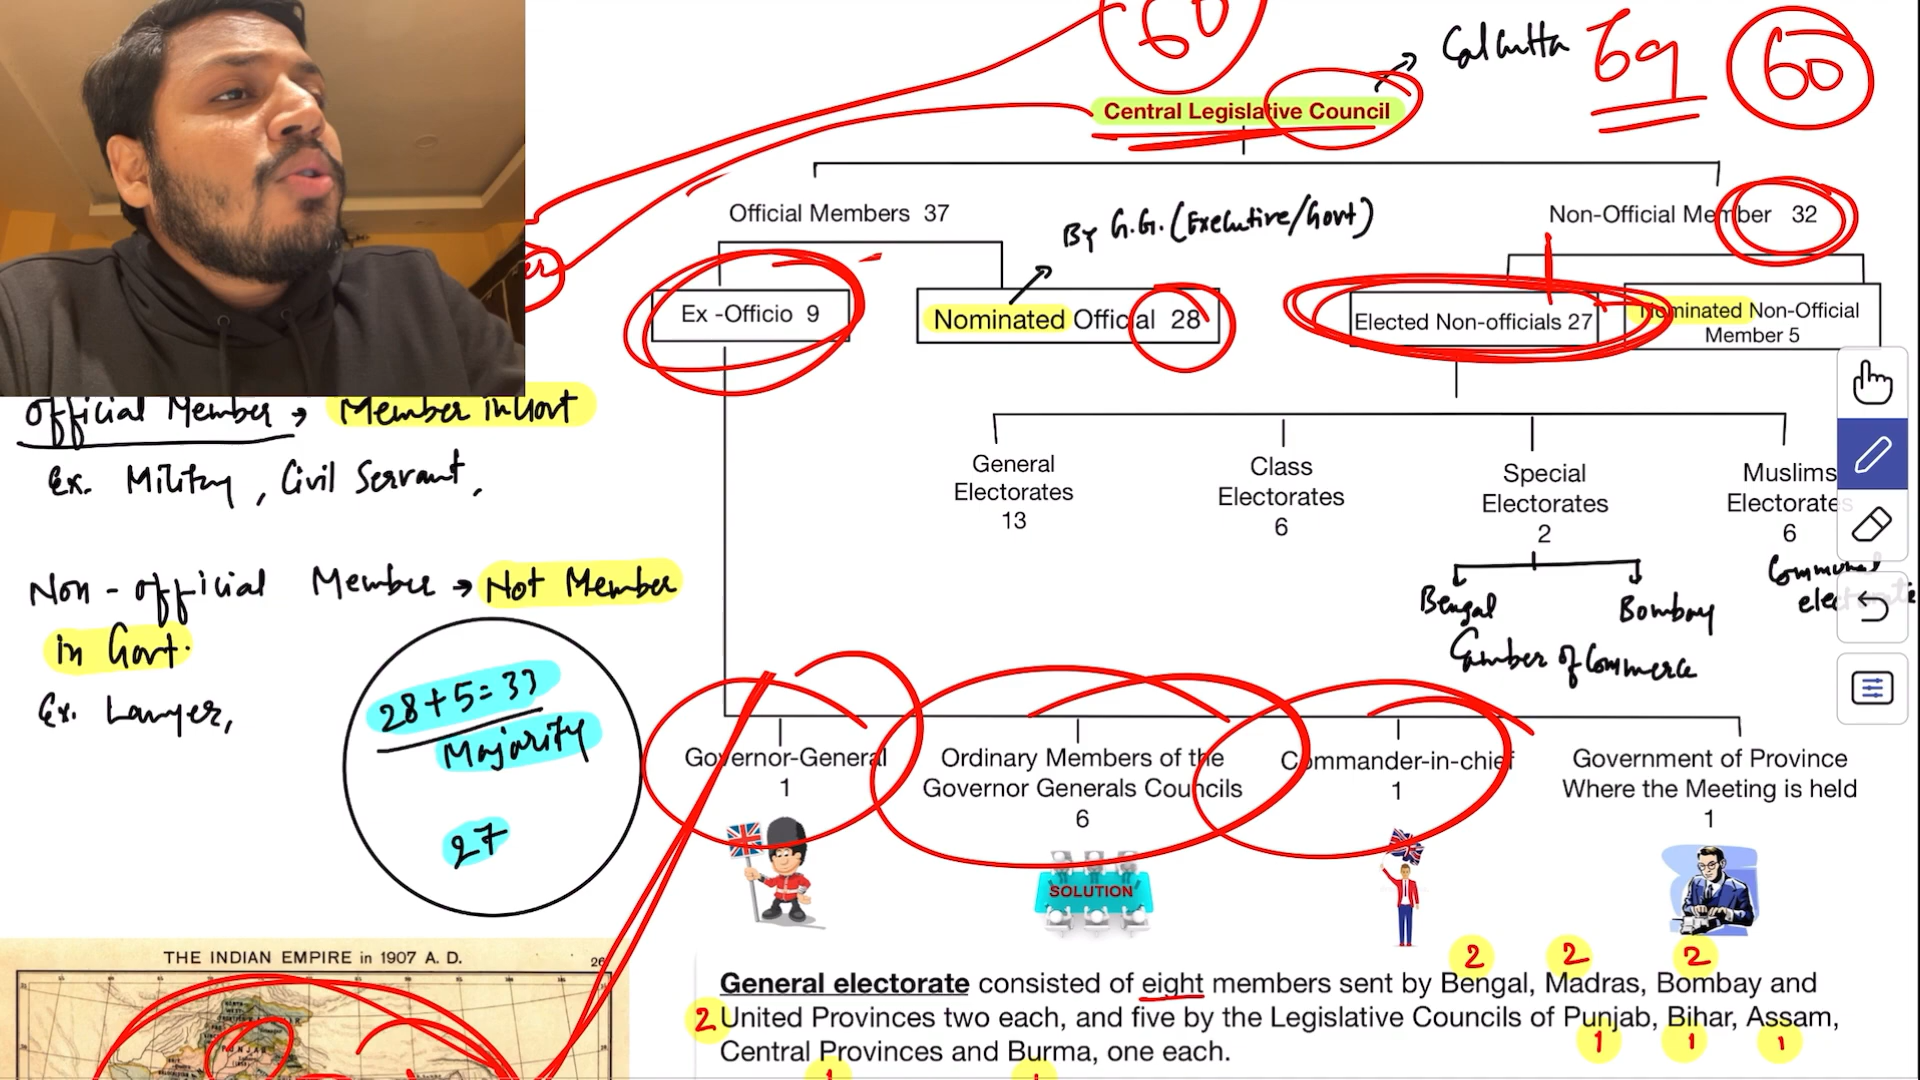 60
Calcutta
69
60
Central Legislative Council
Official Members 37
By G.G. (Executive/Govt)
Non-Official Member 32
Ex -Officio 9
Nominated Official 28
Elected Non-officials 27
Nominated Non-Official
Member 5
Official Member → Member in Govt
Ex. Military, Civil Servant,
General
Electorates
13
Class
Electorates
6
Special
Electorates
2
Muslims
Electorates
6
Bengal
Bombay
Camber of Commerce
Communal
Non-official Member → Not Member
in Govt.
Ex. Lawyer,
28+5=33
Majority
27
Governor-General
1
Ordinary Members of the
Governor Generals Councils
6
Commander-in-chief
1
Government of Province
Where the Meeting is held
1
SOLUTION
THE INDIAN EMPIRE in 1907 A. D.
26
PUNJAB
2 2 2
General electorate consisted of eight members sent by Bengal, Madras, Bombay and
2 United Provinces two each, and five by the Legislative Councils of Punjab, Bihar, Assam,
1 1 1
Central Provinces and Burma, one each.